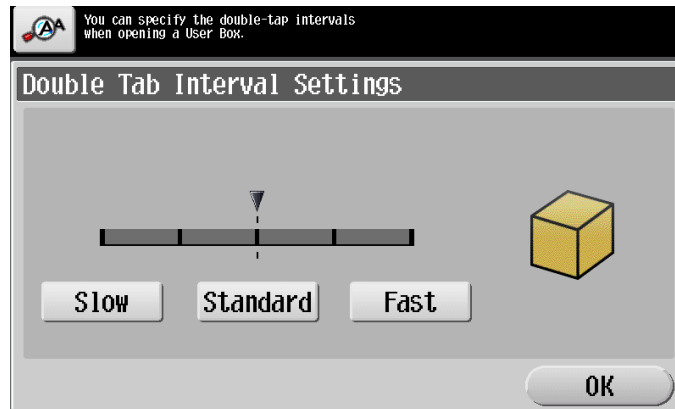 AA
You can specify the double-tap intervals
when opening a User Box.
Double Tab Interval Settings
Slow
Standard
Fast
OK